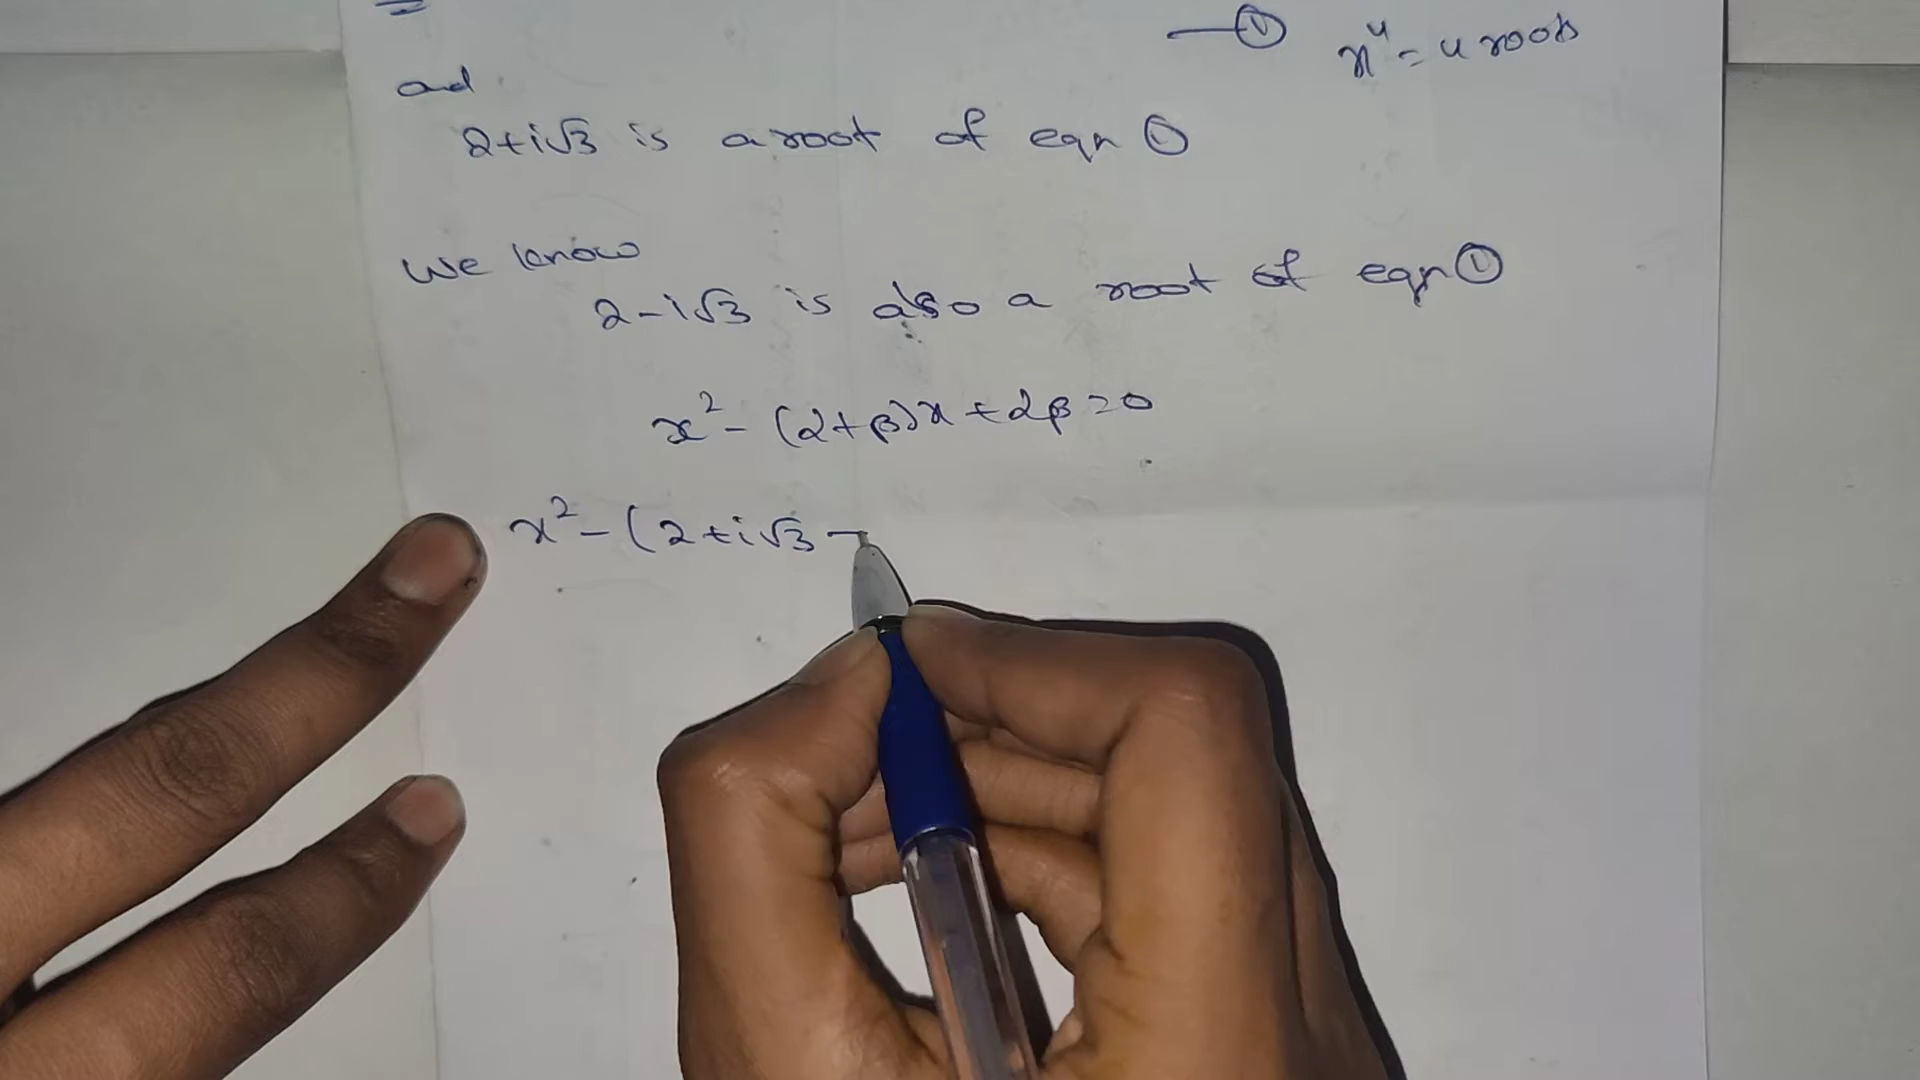 ① x⁴ = 4 roots
and
2+i√3 is a root of eqn ①
We know
2-i√3 is also a root of eqn ①
x² - (α+β)x + αβ = 0
x² - (2+i√3 -